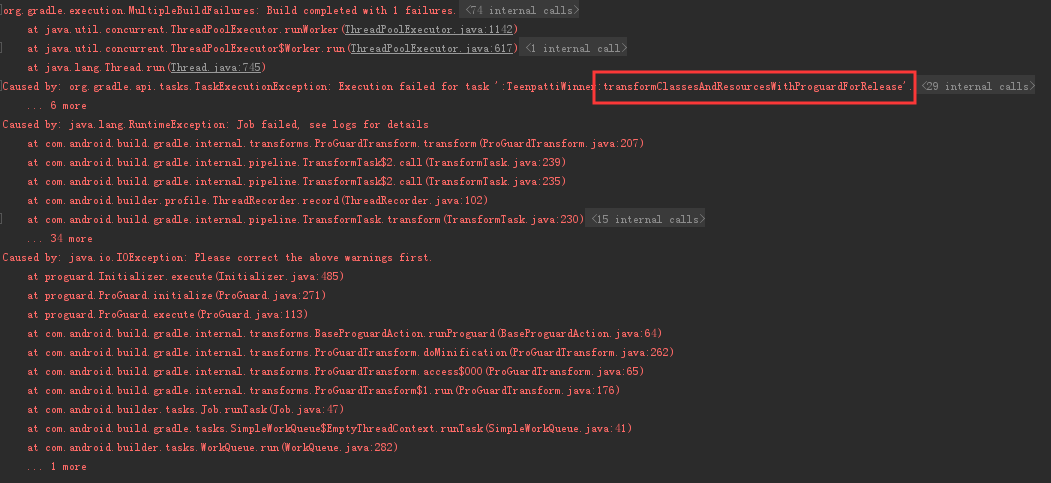 org.gradle.execution.MultipleBuildFailures: Build completed with 1 failures. <74 internal calls>
at java.util.concurrent.ThreadPoolExecutor.runWorker(ThreadPoolExecutor.java:1142)
at java.util.concurrent.ThreadPoolExecutor$Worker.run(ThreadPoolExecutor.java:617) <1 internal call>
at java.lang.Thread.run(Thread.java:745)
Caused by: org.gradle.api.tasks.TaskExecutionException: Execution failed for task ':TeenpattiWinner:transformClassesAndResourcesWithProguardForRelease'. <29 internal calls>
... 6 more
Caused by: java.lang.RuntimeException: Job failed, see logs for details
at com.android.build.gradle.internal.transforms.ProGuardTransform.transform(ProGuardTransform.java:207)
at com.android.build.gradle.internal.pipeline.TransformTask$2.call(TransformTask.java:239)
at com.android.build.gradle.internal.pipeline.TransformTask$2.call(TransformTask.java:235)
at com.android.builder.profile.ThreadRecorder.record(ThreadRecorder.java:102)
at com.android.build.gradle.internal.pipeline.TransformTask.transform(TransformTask.java:230) <15 internal calls>
... 34 more
Caused by: java.io.IOException: Please correct the above warnings first.
at proguard.Initializer.execute(Initializer.java:485)
at proguard.ProGuard.initialize(ProGuard.java:271)
at proguard.ProGuard.execute(ProGuard.java:113)
at com.android.build.gradle.internal.transforms.BaseProguardAction.runProguard(BaseProguardAction.java:64)
at com.android.build.gradle.internal.transforms.ProGuardTransform.doMinification(ProGuardTransform.java:262)
at com.android.build.gradle.internal.transforms.ProGuardTransform.access$000(ProGuardTransform.java:65)
at com.android.build.gradle.internal.transforms.ProGuardTransform$1.run(ProGuardTransform.java:176)
at com.android.builder.tasks.Job.runTask(Job.java:47)
at com.android.build.gradle.tasks.SimpleWorkQueue$EmptyThreadContext.runTask(SimpleWorkQueue.java:41)
at com.android.builder.tasks.WorkQueue.run(WorkQueue.java:282)
... 1 more